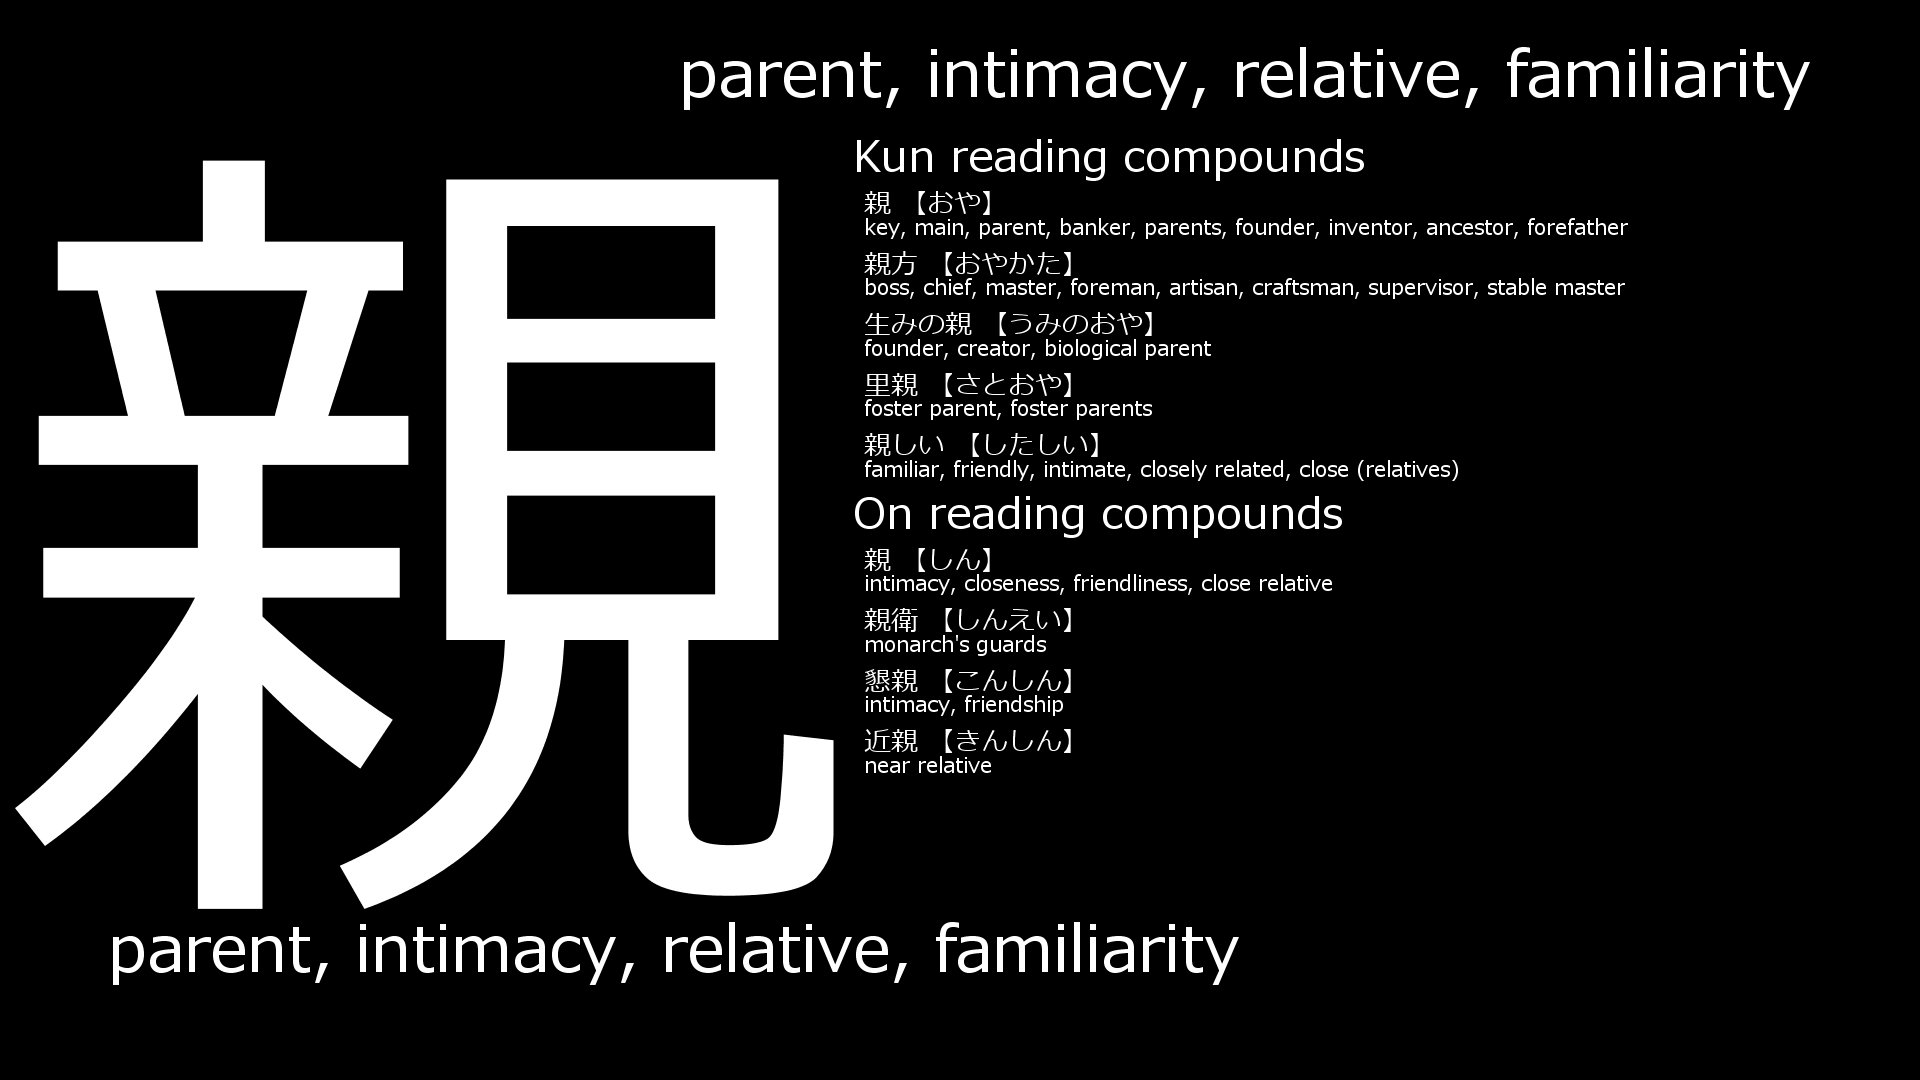 parent, intimacy, relative, familiarity
親
Kun reading compounds
親 【おや】
key, main, parent, banker, parents, founder, inventor, ancestor, forefather
親方 【おやかた】
boss, chief, master, foreman, artisan, craftsman, supervisor, stable master
生みの親 【うみのおや】
founder, creator, biological parent
里親 【さとおや】
foster parent, foster parents
親しい 【したしい】
familiar, friendly, intimate, closely related, close (relatives)
On reading compounds
親 【しん】
intimacy, closeness, friendliness, close relative
親衛 【しんえい】
monarch's guards
懇親 【こんしん】
intimacy, friendship
近親 【きんしん】
near relative
parent, intimacy, relative, familiarity